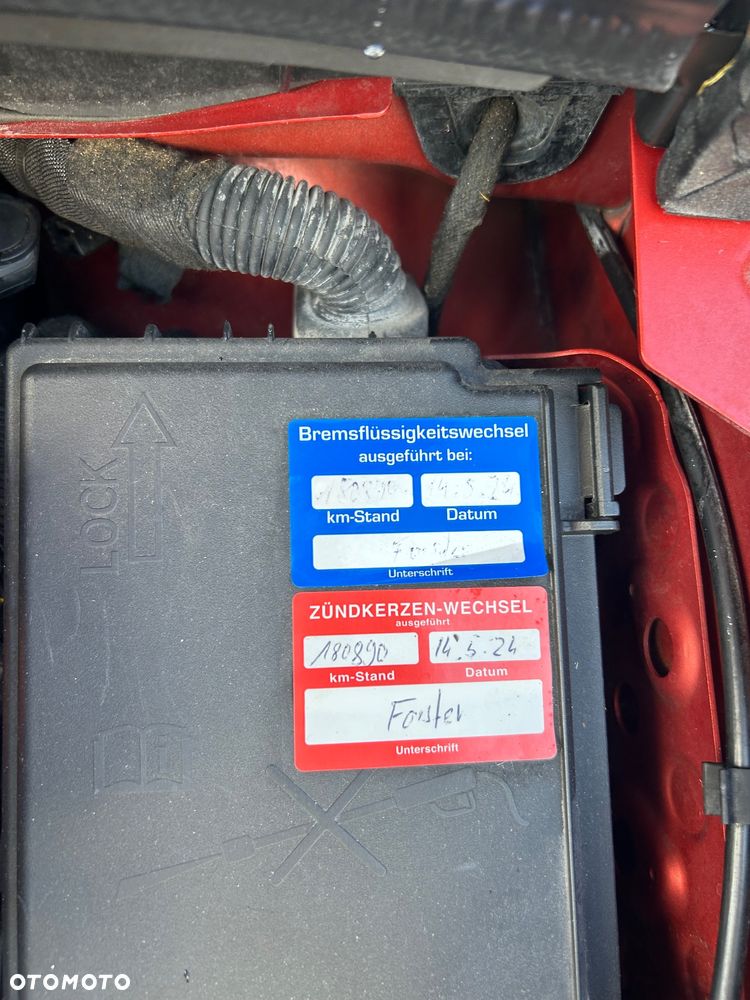 LOCK
Bremsflüssigkeitswechsel
ausgeführt bei:
180890 14.5.24
km-Stand Datum
Unterschrift
ZÜNDKERZEN-WECHSEL
ausgeführt
180890 14.5.24
km-Stand Datum
Forster
Unterschrift
OTOMOTO